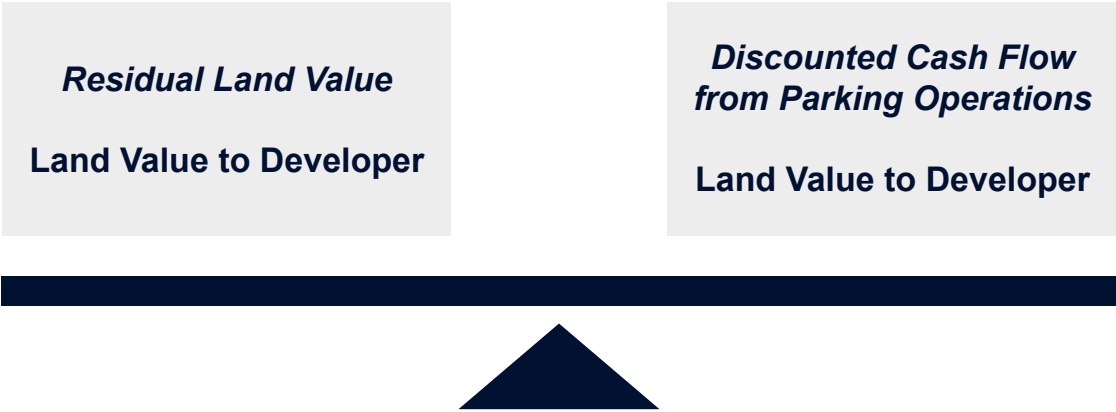 Residual Land Value
Land Value to Developer
Discounted Cash Flow
from Parking Operations
Land Value to Developer